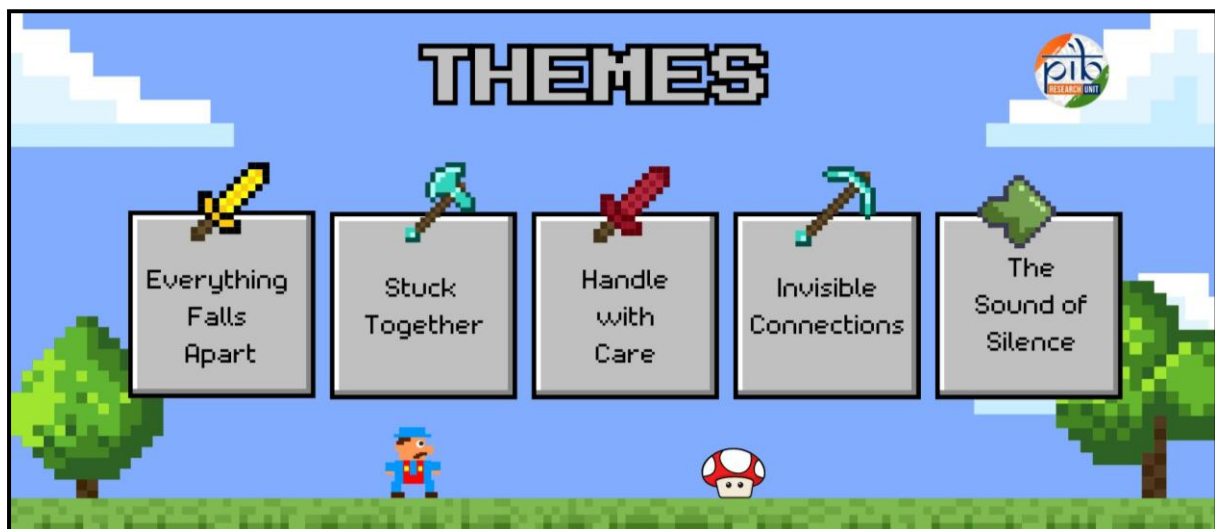 THEMES
pib
RESEARCH UNIT
Everything
Falls
Apart
Stuck
Together
Handle
with
Care
Invisible
Connections
The
Sound of
Silence